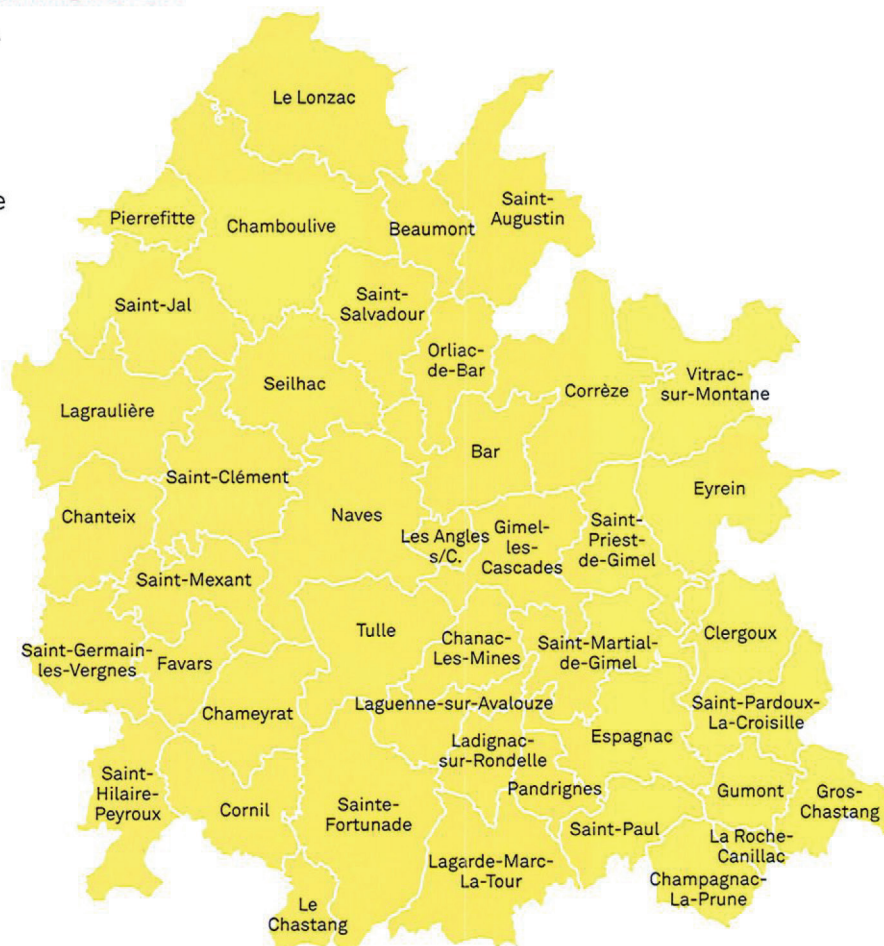 Le Lonzac
e
Pierrefitte
Chamboulive
Beaumont
Saint-
Augustin
Saint-Jal
Saint-
Salvadour
Orliac-
de-Bar
Seilhac
Corrèze
Vitrac-
sur-Montane
Lagraulière
Saint-Clément
Bar
Eyrein
Chanteix
Naves
Les Angles
s/C.
Gimel-
les-
Cascades
Saint-
Priest-
de-Gimel
Saint-Mexant
Tulle
Chanac-
Les-Mines
Saint-Martial-
de-Gimel
Clergoux
Saint-Germain-
les-Vergnes
Favars
Chameyrat
Laguenne-sur-Avalouze
Saint-Pardoux-
La-Croisille
Espagnac
Ladignac-
sur-Rondelle
Saint-
Hilaire-
Peyroux
Cornil
Sainte-
Fortunade
Pandrignes
Gumont
Gros-
Chastang
Saint-Paul
La Roche-
Canillac
Lagarde-Marc-
La-Tour
Champagnac-
La-Prune
Le
Chastang